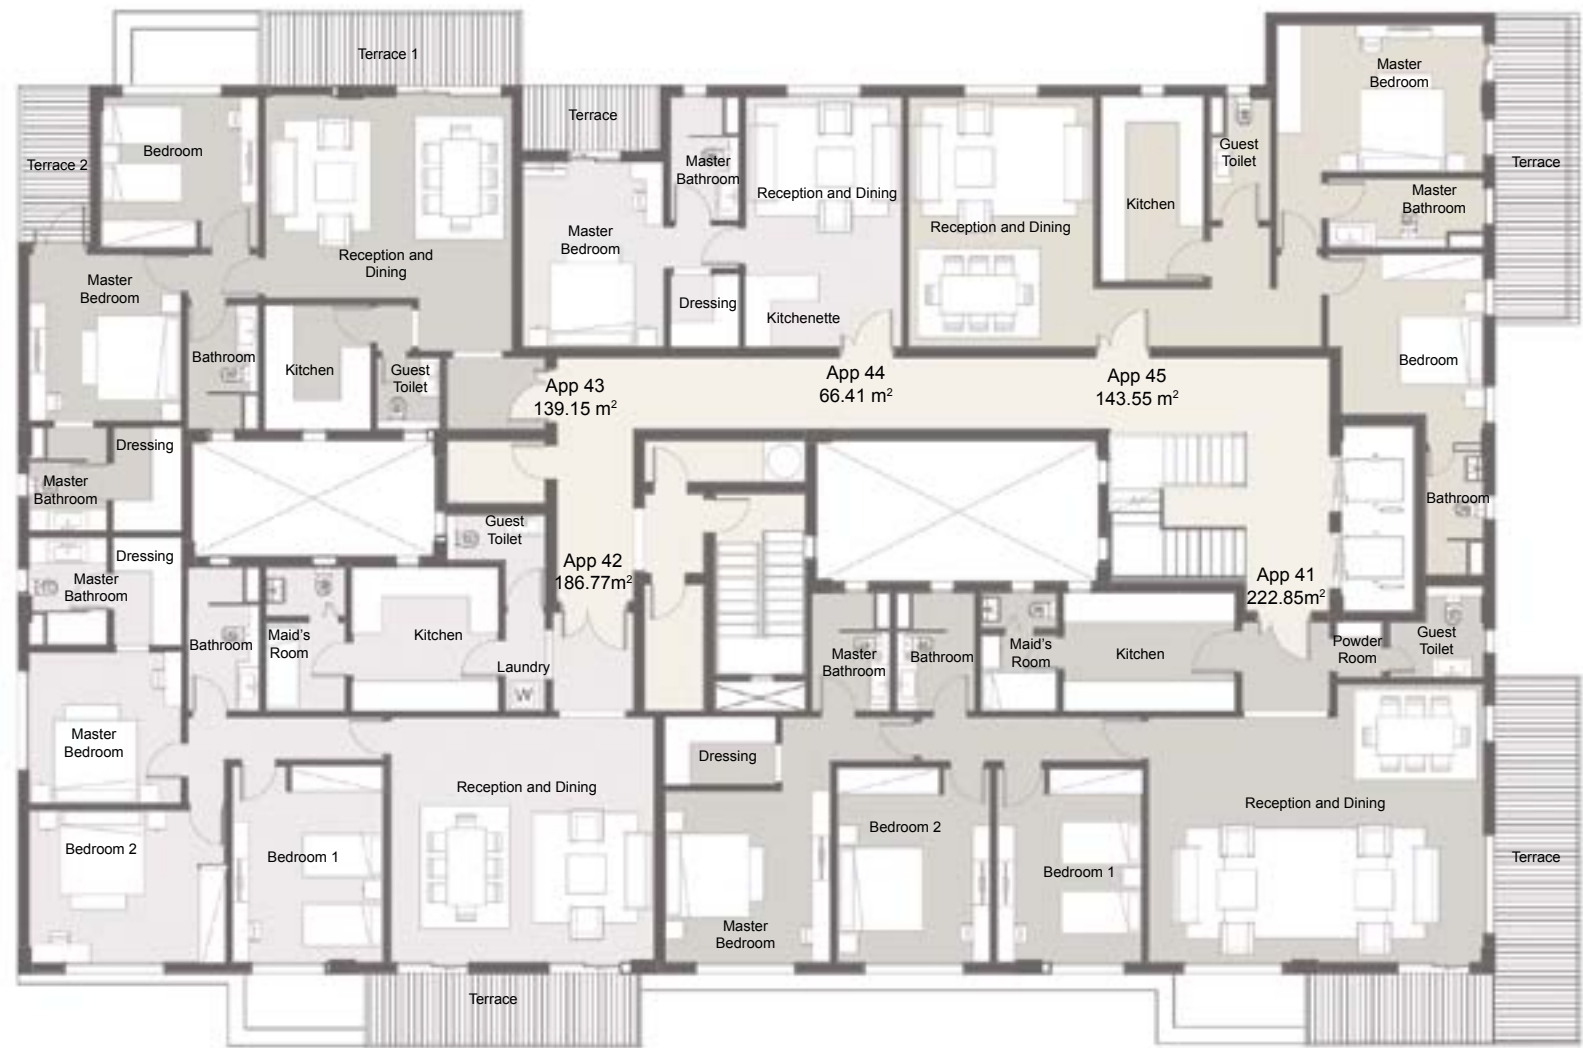 Terrace 1
Terrace 2
Bedroom
Reception and
Dining
Master
Bedroom
Bathroom
Kitchen
Guest
Toilet
Dressing
Master
Bathroom
App 43
139.15 m²
Terrace
Master
Bedroom
Master
Bathroom
Dressing
Reception and Dining
Kitchenette
App 44
66.41 m²
Reception and Dining
Kitchen
Guest
Toilet
Master
Bedroom
Terrace
Master
Bathroom
Bedroom
Bathroom
App 45
143.55 m²
Dressing
Master
Bathroom
Bathroom
Maid's
Room
Kitchen
Guest
Toilet
Laundry
W
App 42
186.77m²
Master
Bedroom
Bedroom 2
Bedroom 1
Reception and Dining
Terrace
App 41
222.85m²
Powder
Room
Guest
Toilet
Kitchen
Maid's
Room
Bathroom
Master
Bathroom
Dressing
Master
Bedroom
Bedroom 2
Bedroom 1
Reception and Dining
Terrace